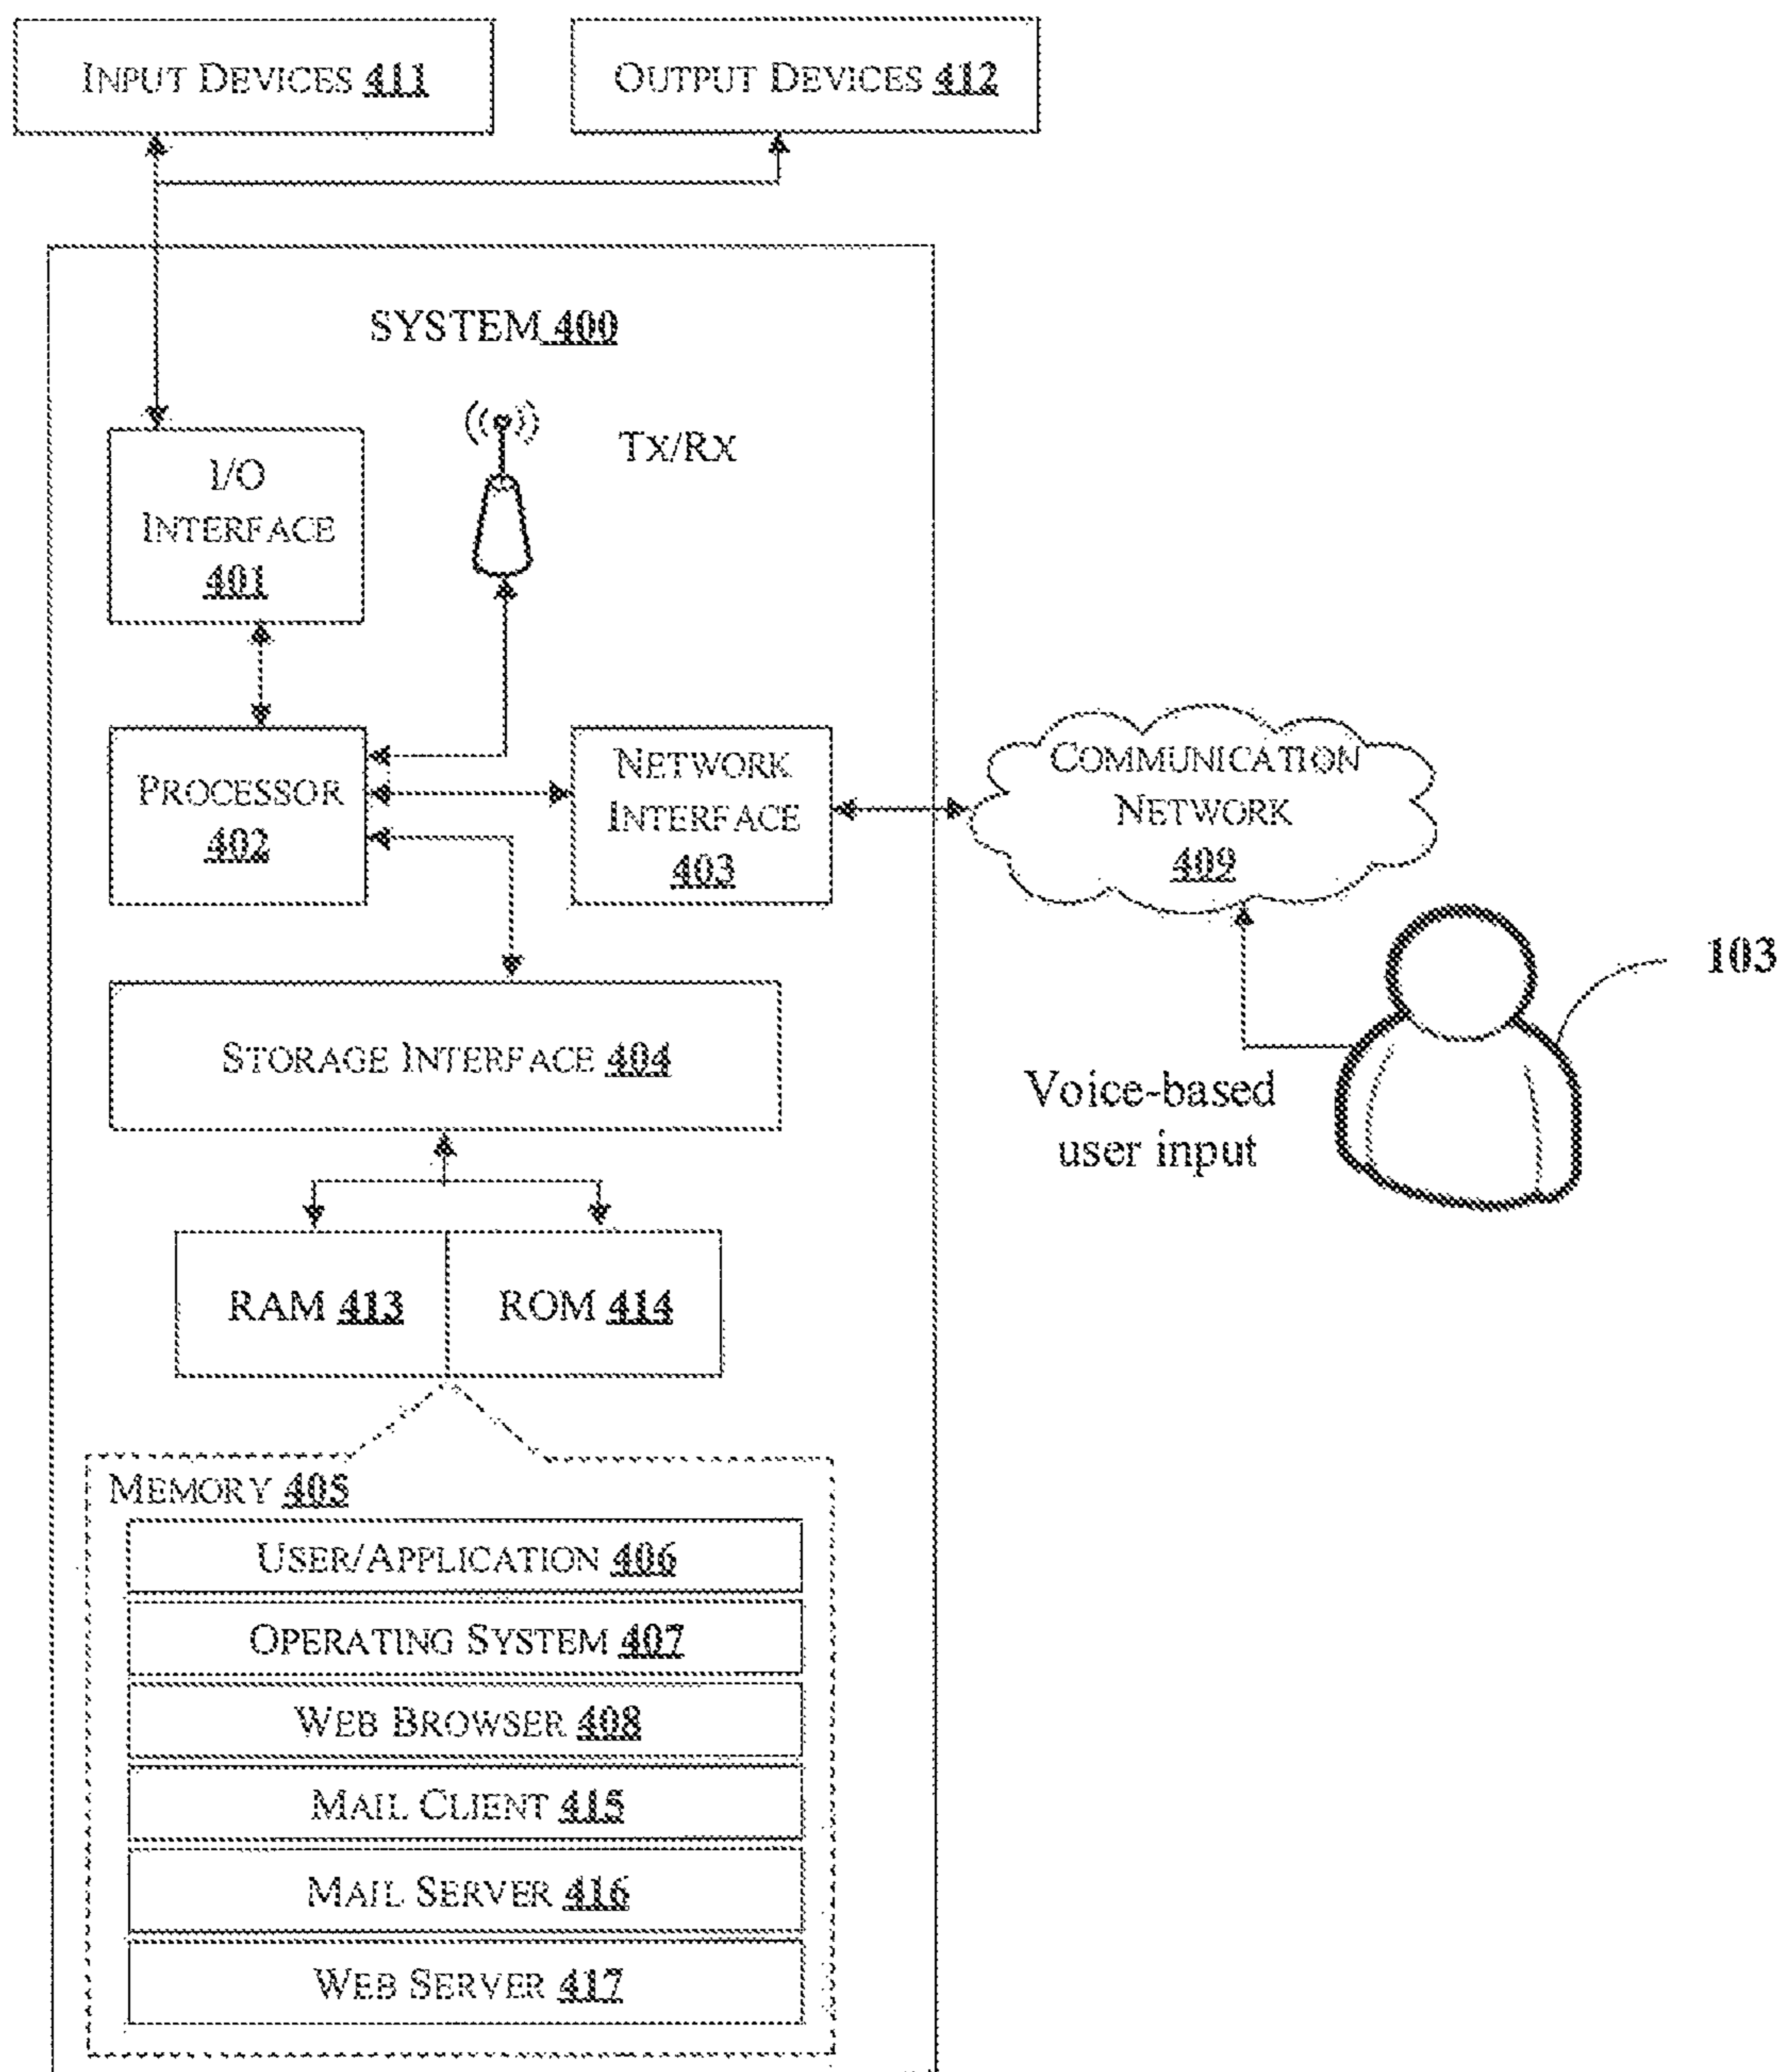 INPUT DEVICES 411
OUTPUT DEVICES 412
SYSTEM 400
I/O
INTERFACE
401
TX/RX
PROCESSOR
402
NETWORK
INTERFACE
403
COMMUNICATION
NETWORK
409
103
STORAGE INTERFACE 404
Voice-based
user input
RAM 413
ROM 414
MEMORY 405
USER/APPLICATION 406
OPERATING SYSTEM 407
WEB BROWSER 408
MAIL CLIENT 415
MAIL SERVER 416
WEB SERVER 417